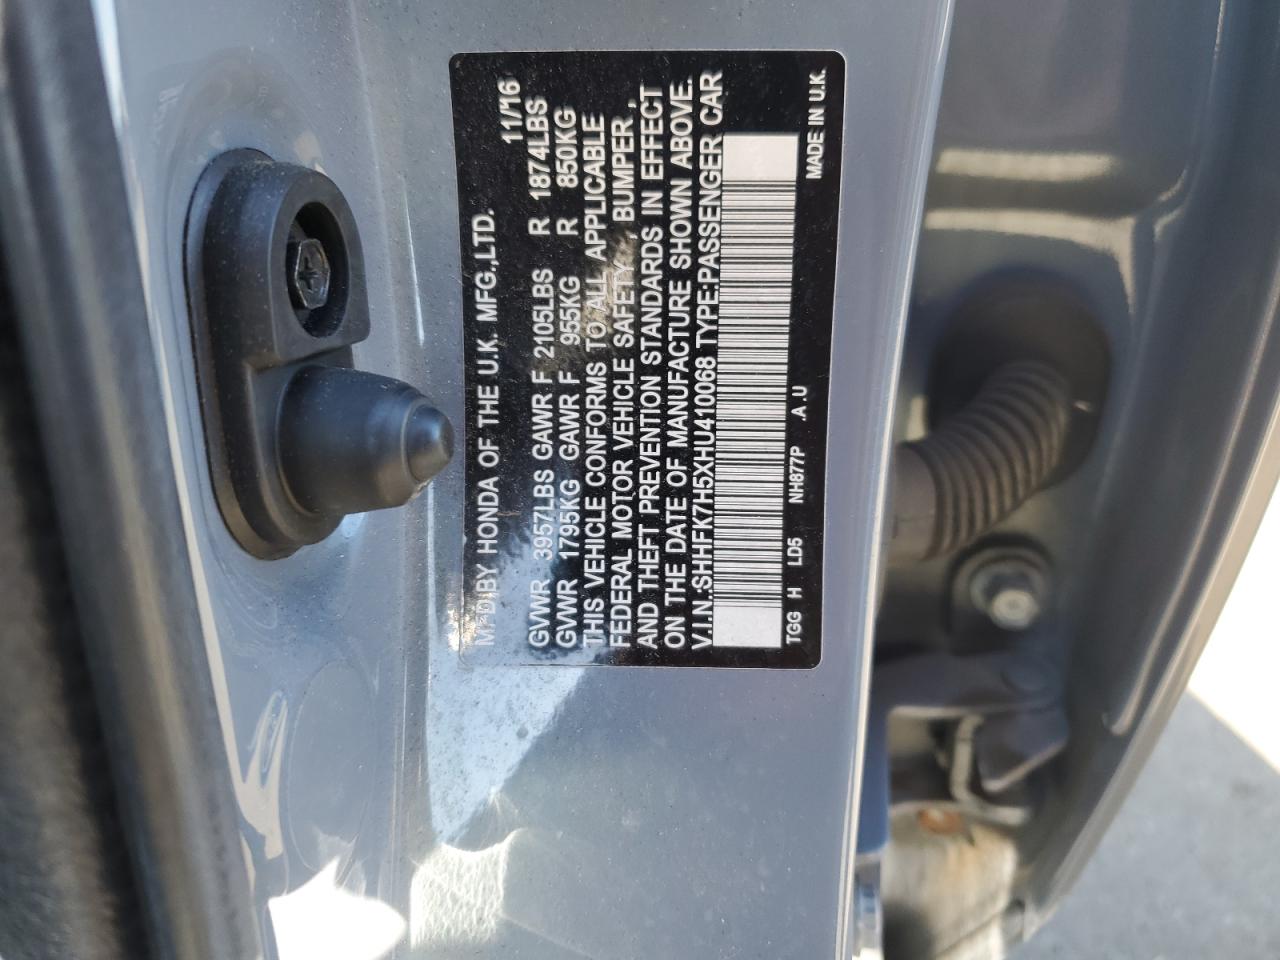 MFD.BY HONDA OF THE U.K. MFG.,LTD. 11/16
GVWR 3957LBS GAWR F 2105LBS R 1874LBS
GVWR 1795KG GAWR F 955KG R 850KG
THIS VEHICLE CONFORMS TO ALL APPLICABLE
FEDERAL MOTOR VEHICLE SAFETY, BUMPER,
AND THEFT PREVENTION STANDARDS IN EFFECT
ON THE DATE OF MANUFACTURE SHOWN ABOVE.
V.I.N.:SHHFK7H5XHU410068 TYPE:PASSENGER CAR
TGG H LD5 NH877P .A.U MADE IN U.K.